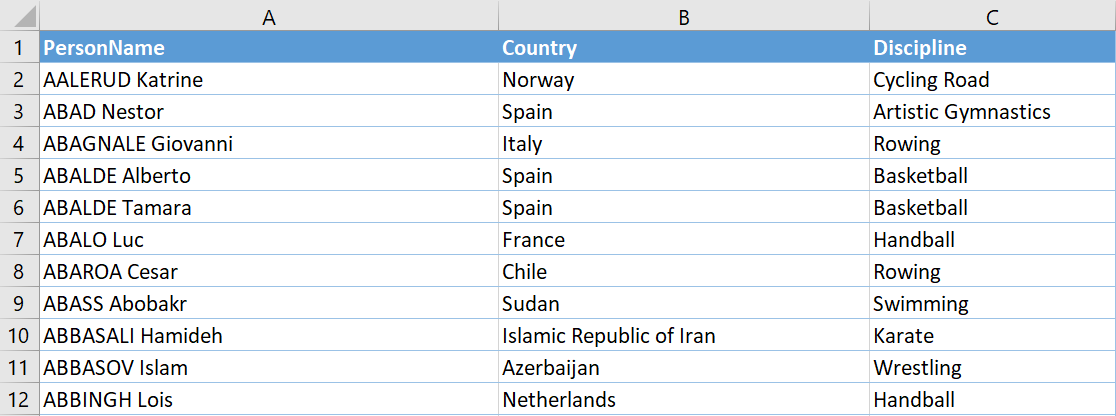 A B C
1 PersonName Country Discipline
2 AALERUD Katrine Norway Cycling Road
3 ABAD Nestor Spain Artistic Gymnastics
4 ABAGNALE Giovanni Italy Rowing
5 ABALDE Alberto Spain Basketball
6 ABALDE Tamara Spain Basketball
7 ABALO Luc France Handball
8 ABAROA Cesar Chile Rowing
9 ABASS Abobakr Sudan Swimming
10 ABBASALI Hamideh Islamic Republic of Iran Karate
11 ABBASOV Islam Azerbaijan Wrestling
12 ABBINGH Lois Netherlands Handball